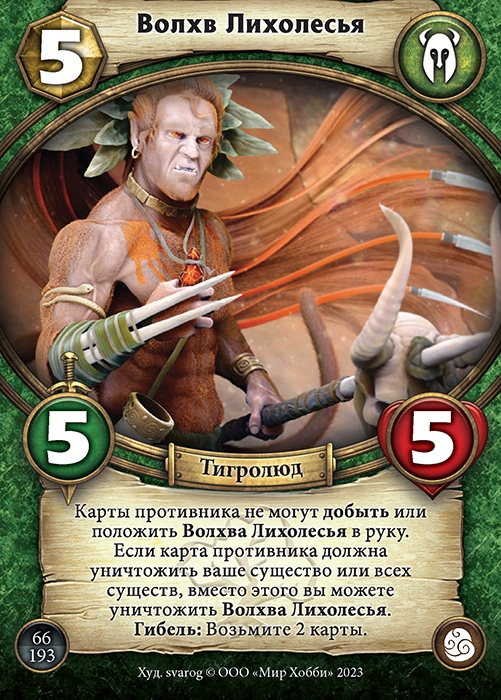 Волхв Лихолесья
5
5
5
Тигролюд
Карты противника не могут добыть или
положить Волхва Лихолесья в руку.
Если карта противника должна
уничтожить ваше существо или всех
существ, вместо этого вы можете
уничтожить Волхва Лихолесья.
Гибель: Возьмите 2 карты.
66
193
Худ. svarog © ООО «Мир Хобби» 2023